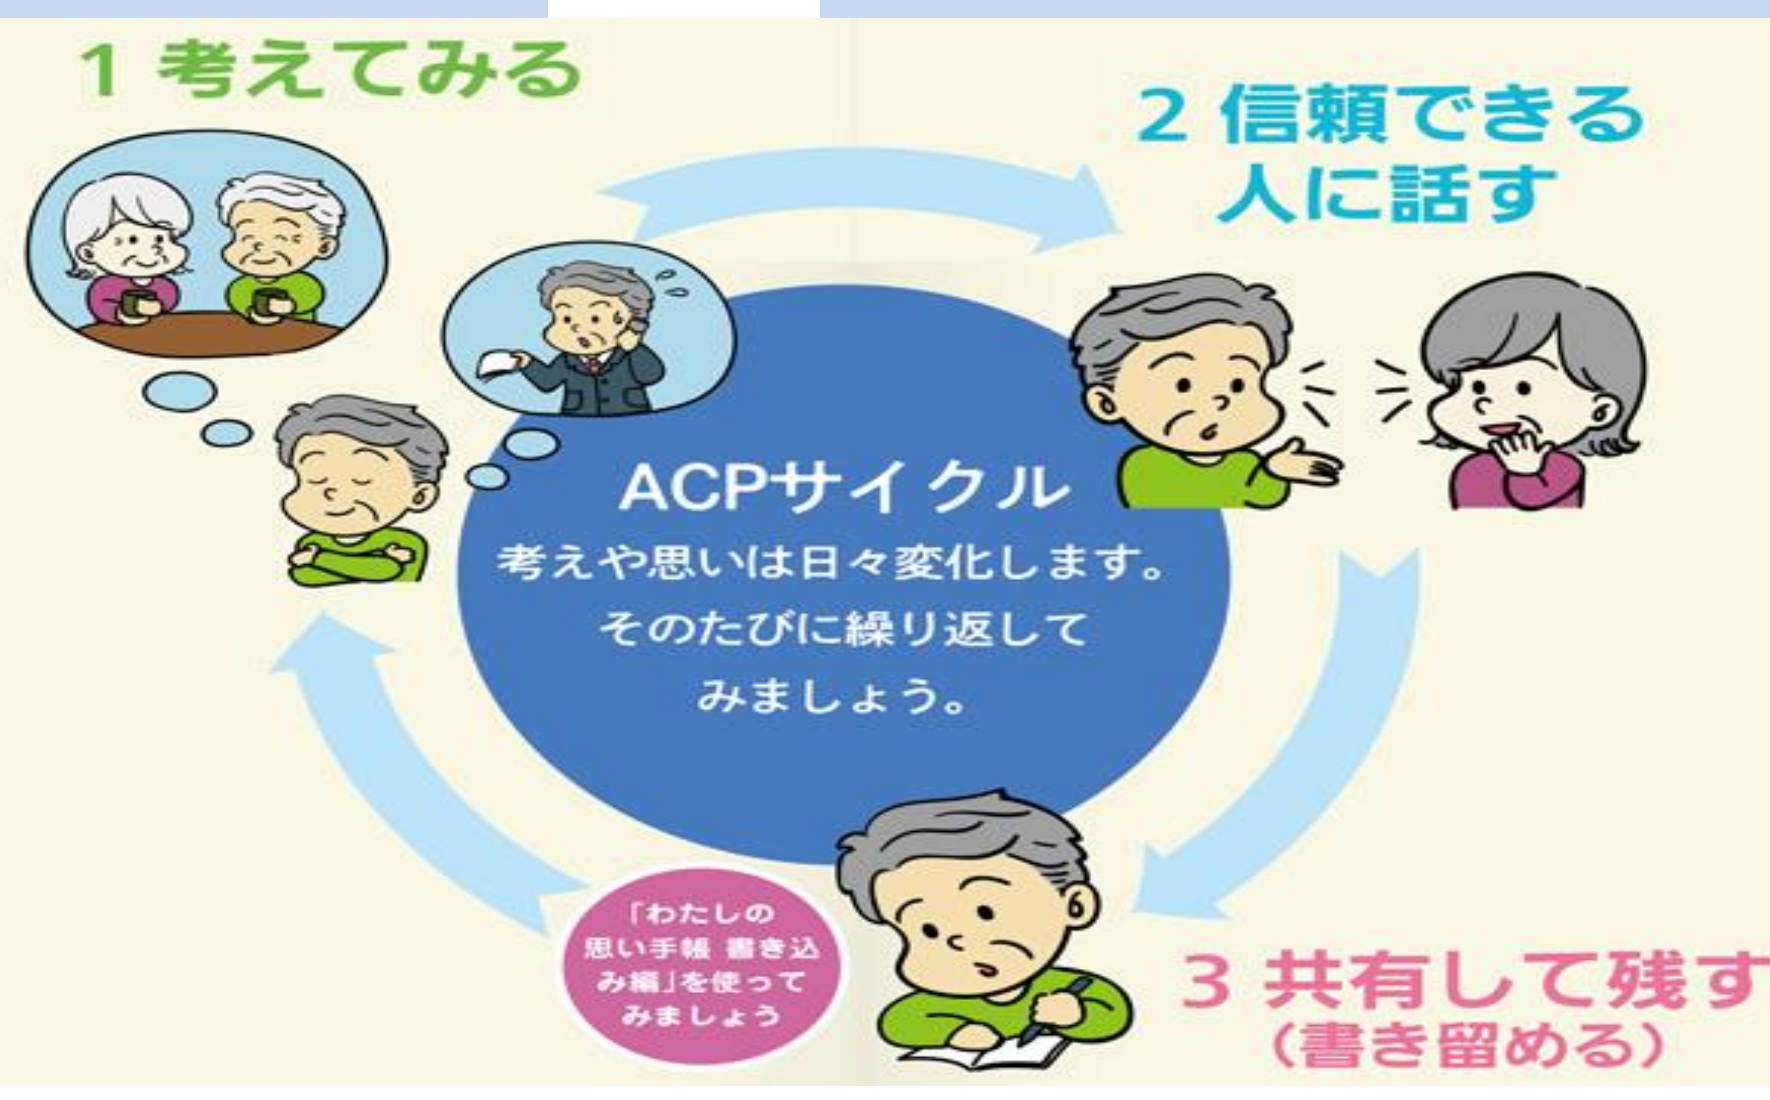 1 考えてみる
2 信頼できる
人に話す
ACPサイクル
考えや思いは日々変化します。
そのたびに繰り返して
みましょう。
「わたしの
思い手帳 書き込
み編」を使って
みましょう
3 共有して残す
（書き留める）